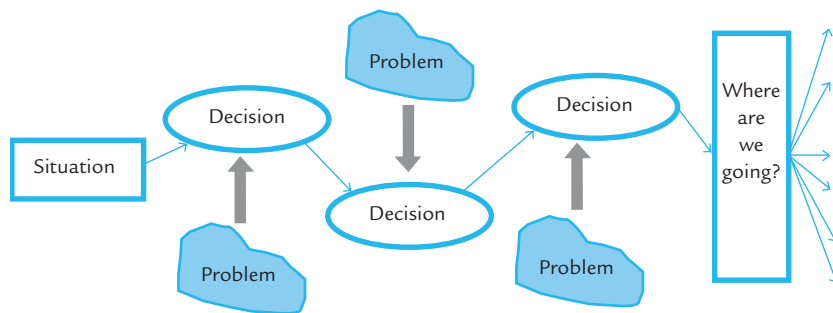 Problem
Decision
Decision
Situation
Decision
Problem
Problem
Where
are
we
going?